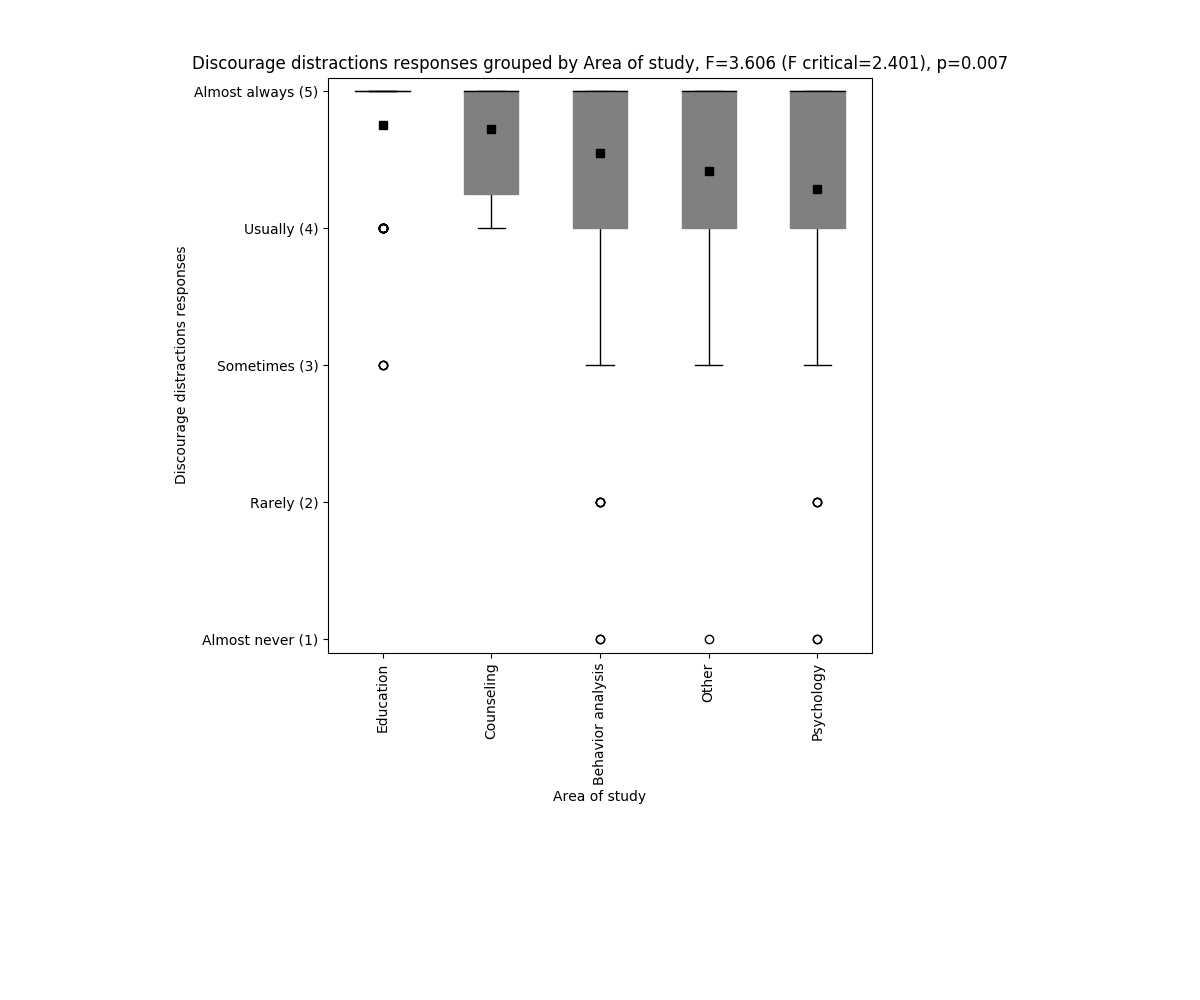 Discourage distractions responses grouped by Area of study, F=3.606 (F critical=2.401), p=0.007
Almost always (5)
Usually (4)
Sometimes (3)
Rarely (2)
Almost never (1)
Discourage distractions responses
Education
Counseling
Behavior analysis
Other
Psychology
Area of study